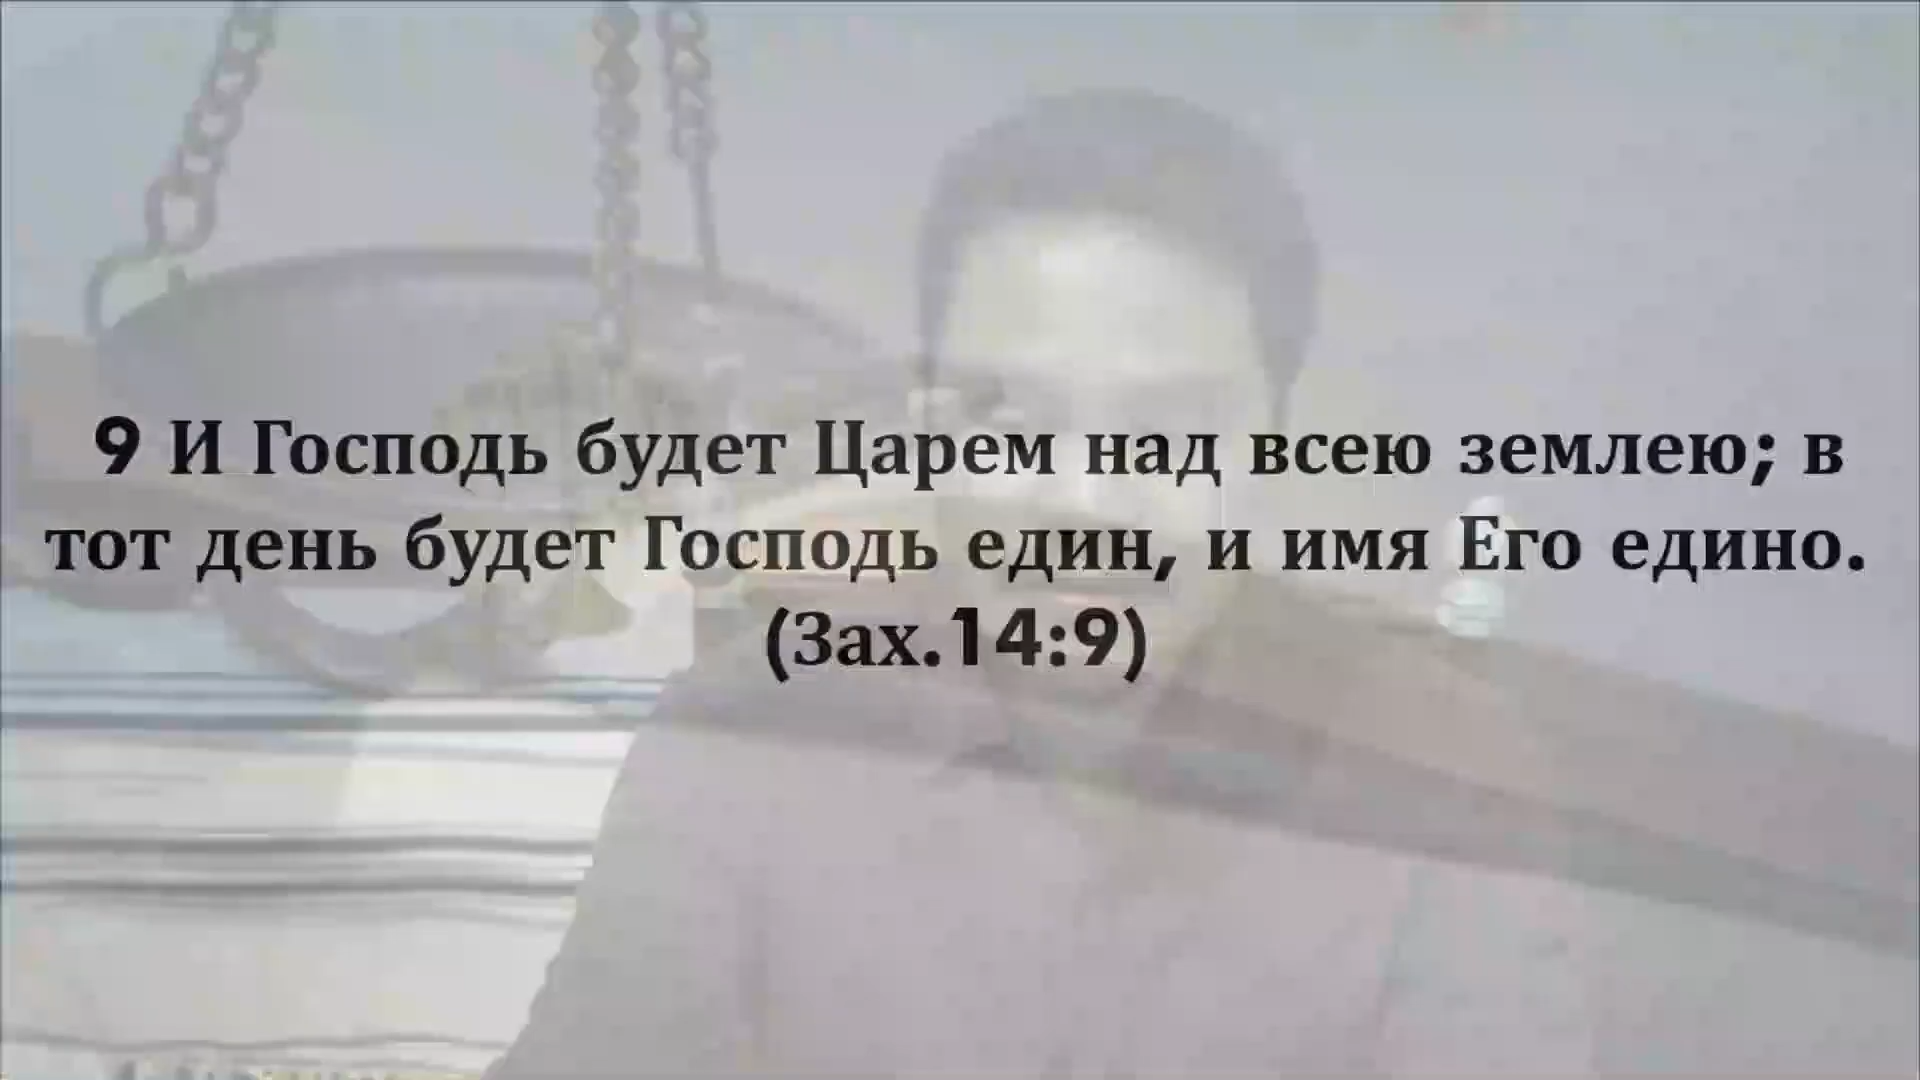 9 И Господь будет Царем над всею землею; в
тот день будет Господь един, и имя Его едино.
(Зах.14:9)